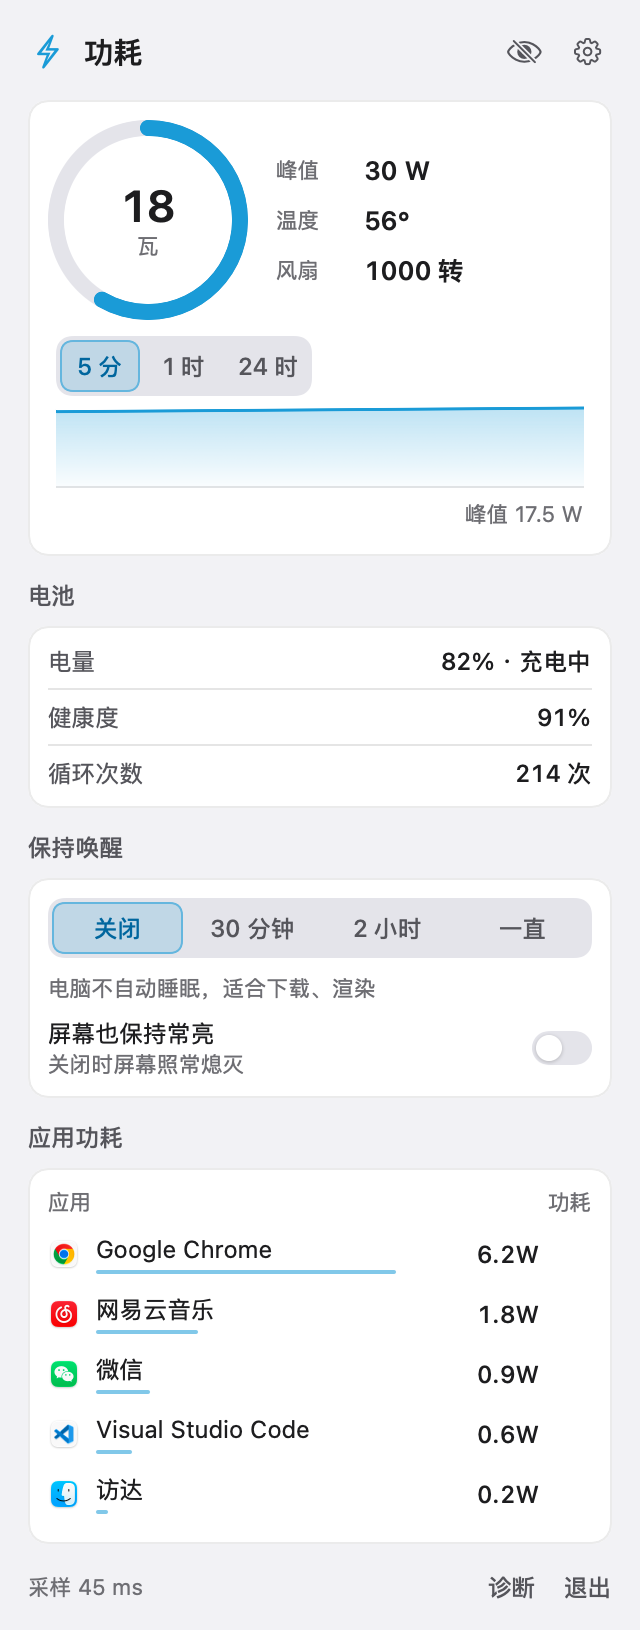 功耗
18
瓦
峰值 30 W
温度 56°
风扇 1000 转
5 分 1 时 24 时
峰值 17.5 W
电池
电量 82% · 充电中
健康度 91%
循环次数 214 次
保持唤醒
关闭 30 分钟 2 小时 一直
电脑不自动睡眠，适合下载、渲染
屏幕也保持常亮
关闭时屏幕照常熄灭
应用功耗
应用 功耗
Google Chrome 6.2W
网易云音乐 1.8W
微信 0.9W
Visual Studio Code 0.6W
访达 0.2W
采样 45 ms 诊断 退出